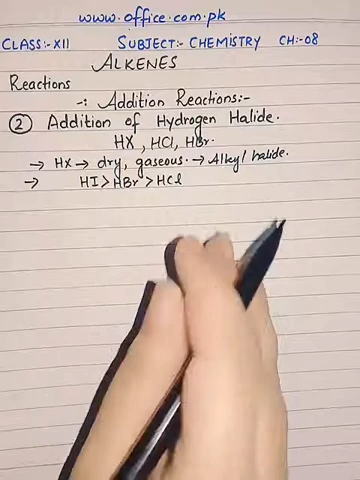 www.office.com.pk
CLASS:-XII SUBJECT:- CHEMISTRY CH:-08
ALKENES
Reactions
-: Addition Reactions:-
② Addition of Hydrogen Halide.
HX, HCl, HBr.
→ HX → dry, gaseous. → Alkyl halide.
→ HI > HBr > HCl